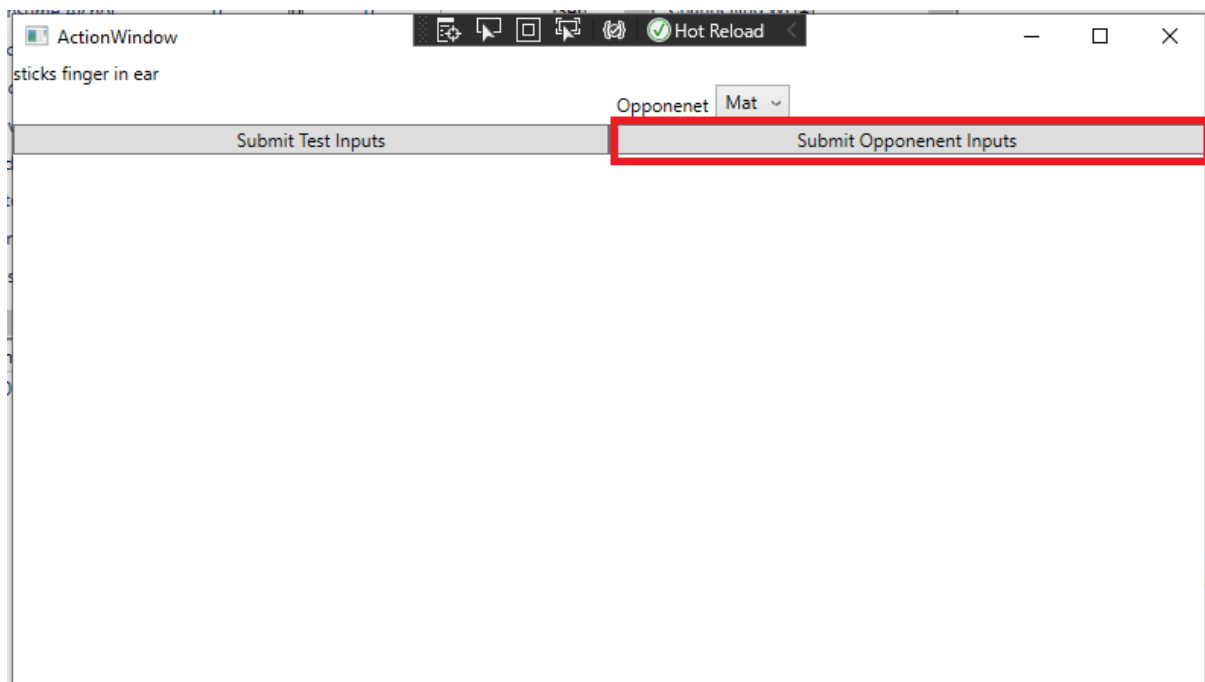 ActionWindow
Hot Reload
sticks finger in ear
Opponenet Mat
Submit Test Inputs
Submit Opponenent Inputs